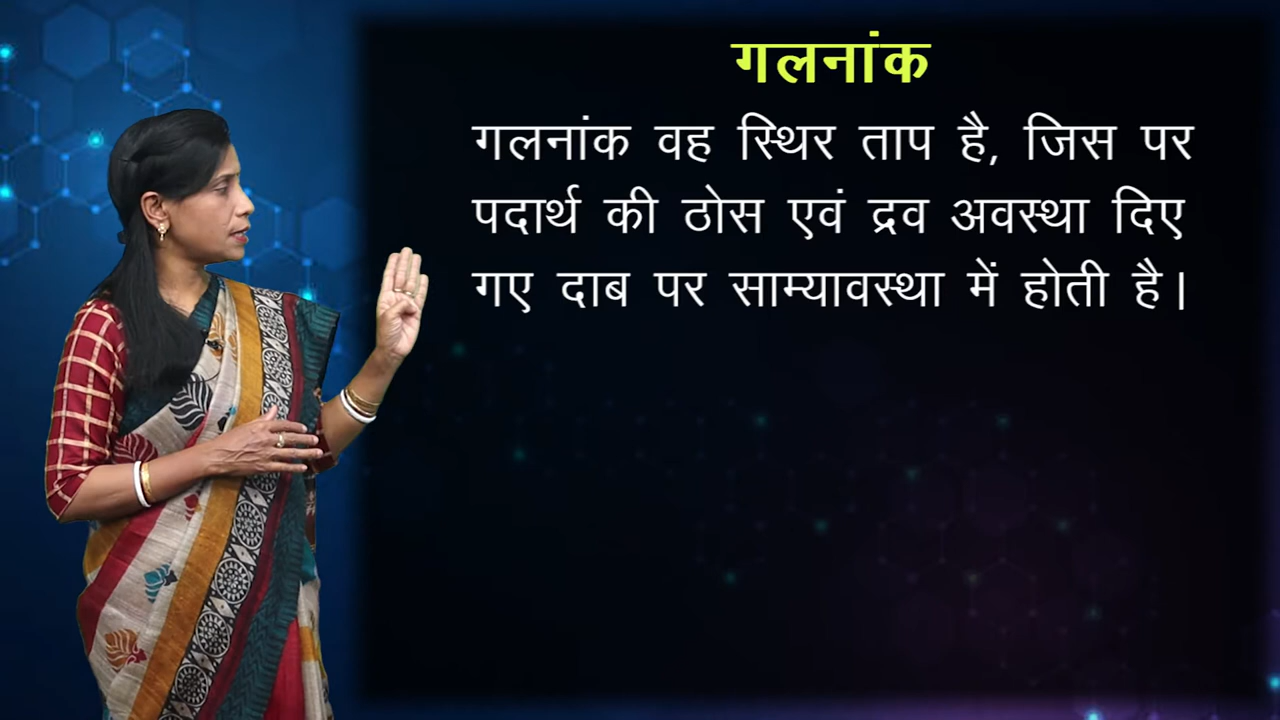 गलनांक
गलनांक वह स्थिर ताप है, जिस पर
पदार्थ की ठोस एवं द्रव अवस्था दिए
गए दाब पर साम्यावस्था में होती है।